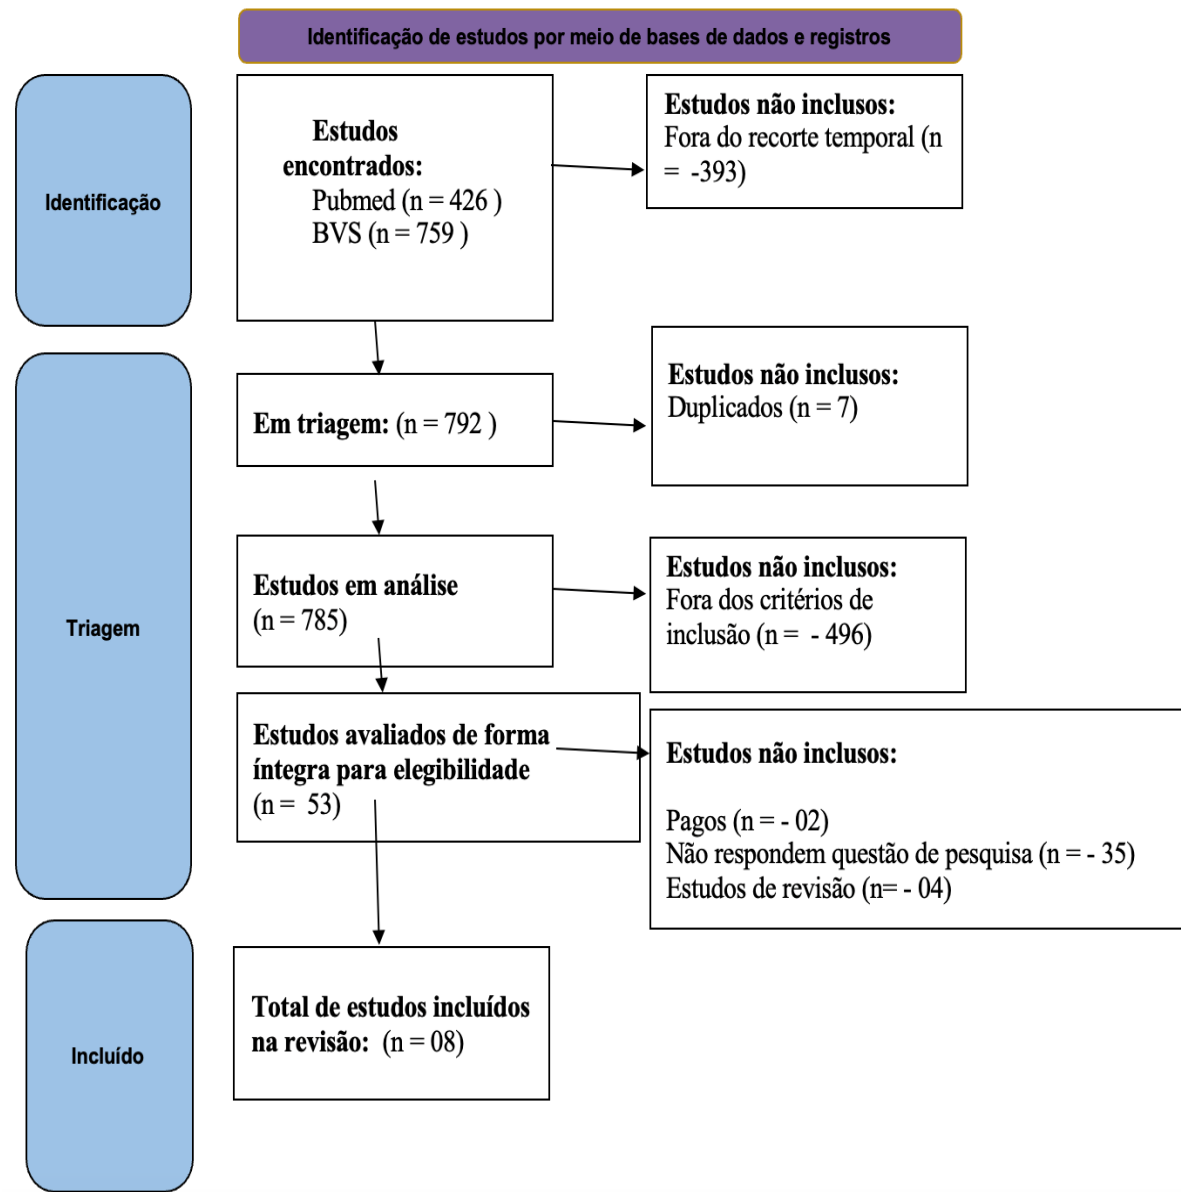 Identificação de estudos por meio de bases de dados e registros
Identificação
Estudos
encontrados:
Pubmed (n = 426 )
BVS (n = 759 )
Estudos não inclusos:
Fora do recorte temporal (n
= -393)
Triagem
Em triagem: (n = 792 )
Estudos não inclusos:
Duplicados (n = 7)
Estudos em análise
(n = 785)
Estudos não inclusos:
Fora dos critérios de
inclusão (n = - 496)
Estudos avaliados de forma
íntegra para elegibilidade
(n = 53)
Estudos não inclusos:
Pagos (n = - 02)
Não respondem questão de pesquisa (n = - 35)
Estudos de revisão (n= - 04)
Incluído
Total de estudos incluídos
na revisão: (n = 08)